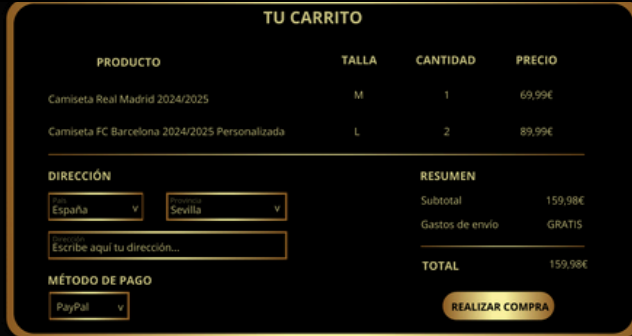 TU CARRITO
PRODUCTO TALLA CANTIDAD PRECIO
Camiseta Real Madrid 2024/2025 M 1 69,99€
Camiseta FC Barcelona 2024/2025 Personalizada L 2 89,99€
DIRECCIÓN
País
España v
Provincia
Sevilla v
Dirección
Escribe aquí tu dirección...
MÉTODO DE PAGO
PayPal v
RESUMEN
Subtotal 159,98€
Gastos de envío GRATIS
TOTAL 159,98€
REALIZAR COMPRA